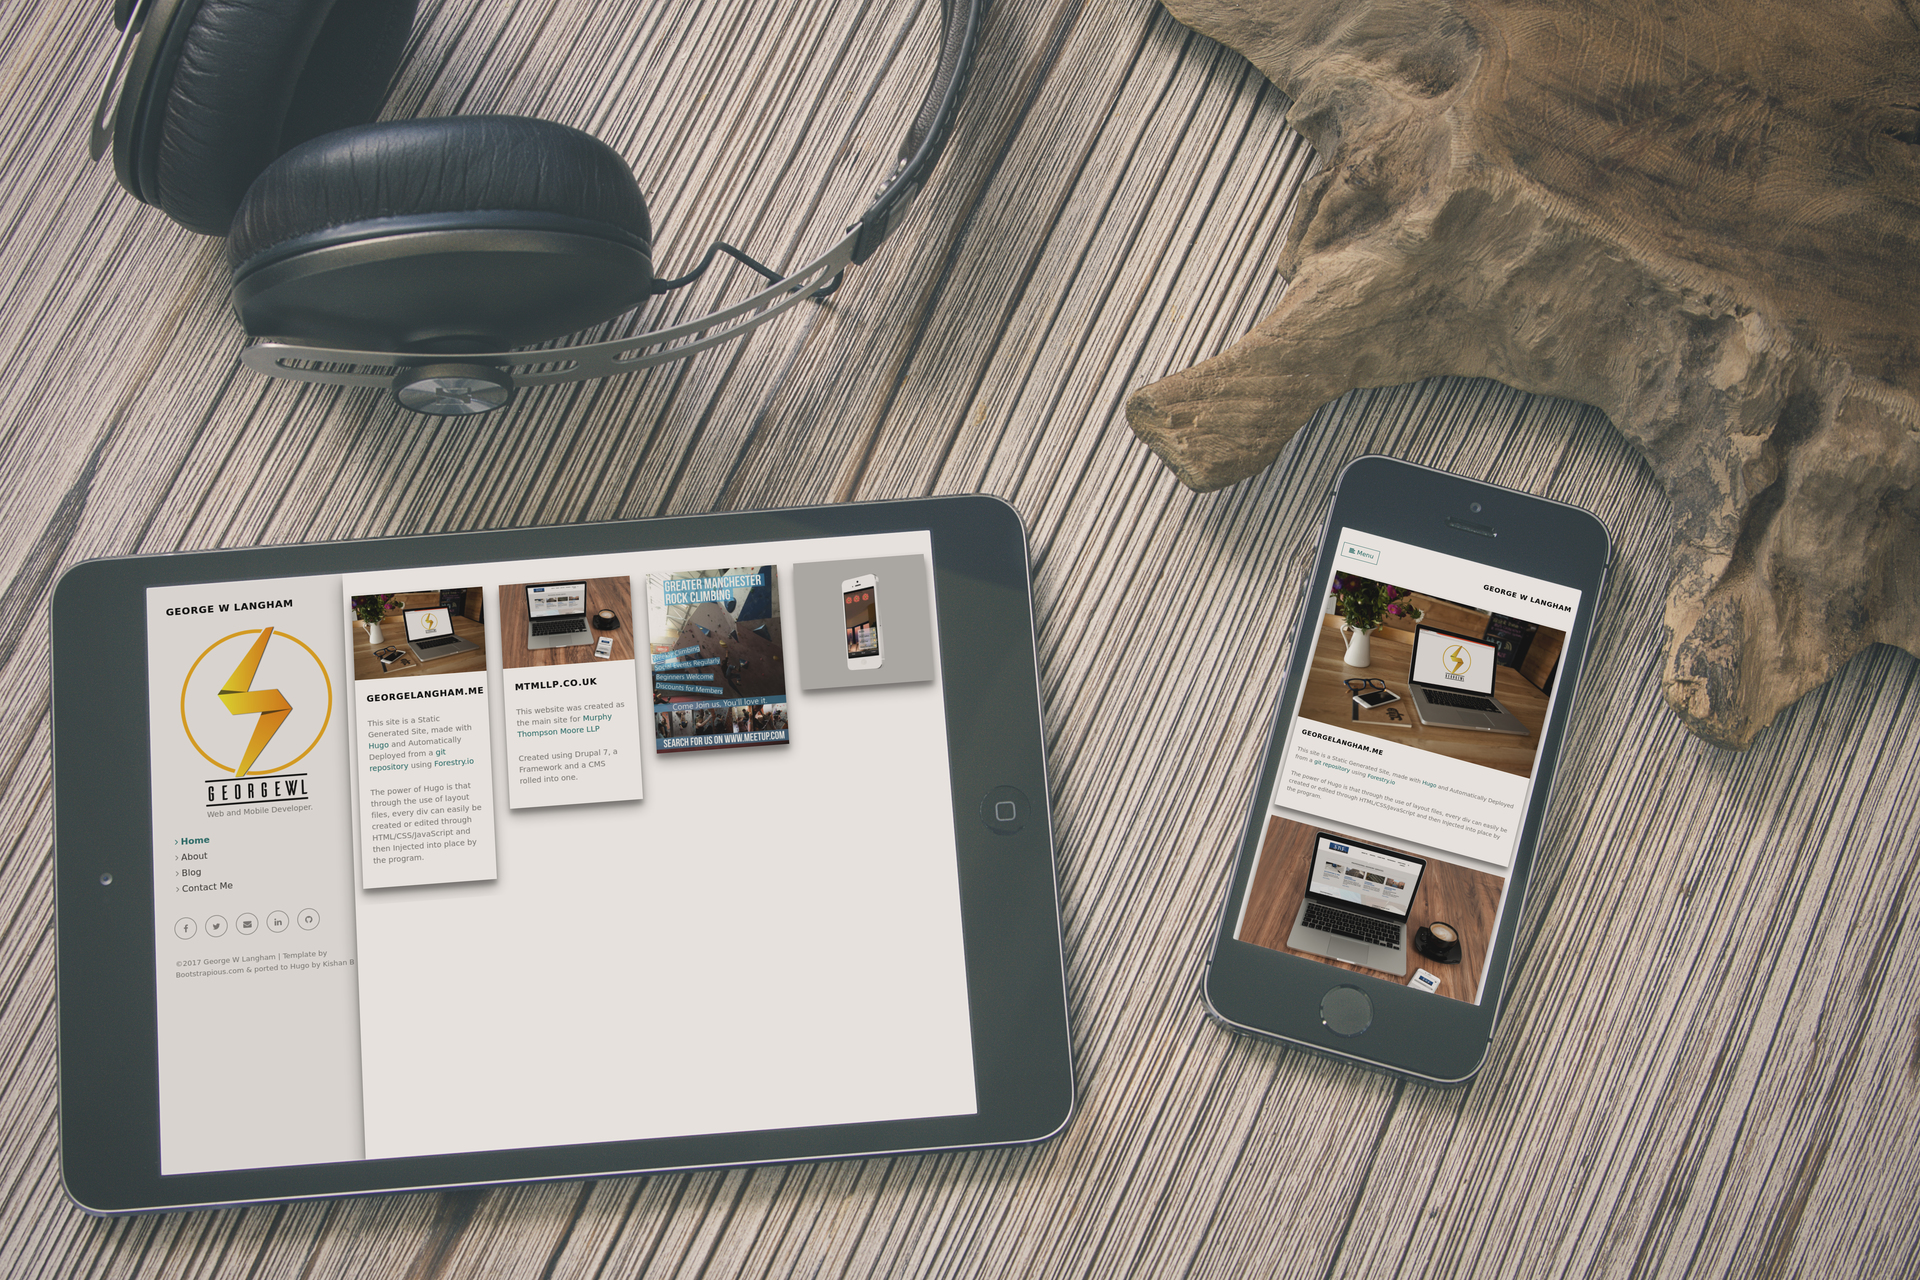 GEORGE W LANGHAM
GEORGEWL
Web and Mobile Developer.
Home
About
Blog
Contact Me
©2017 George W Langham | Template by
Bootstrapious.com & ported to Hugo by Kishan B
GEORGELANGHAM.ME
This site is a Static
Generated Site, made with
Hugo and Automatically
Deployed from a git
repository using Forestry.io
The power of Hugo is that
through the use of layout
files, every div can easily be
created or edited through
HTML/CSS/JavaScript and
then Injected into place by
the program.
MTMLLP.CO.UK
This website was created as
the main site for Murphy
Thompson Moore LLP
Created using Drupal 7, a
Framework and a CMS
rolled into one.
GREATER MANCHESTER
ROCK CLIMBING
Climbing
Social Events Regularly
Beginners Welcome
Discounts for Members
Come Join us, You'll love it.
SEARCH FOR US ON WWW.MEETUP.COM
Menu
GEORGE W LANGHAM
GEORGEWL
GEORGELANGHAM.ME
This site is a Static Generated Site, made with Hugo and Automatically Deployed
from a git repository using Forestry.io
The power of Hugo is that through the use of layout files, every div can easily be
created or edited through HTML/CSS/JavaScript and then Injected into place by
the program.